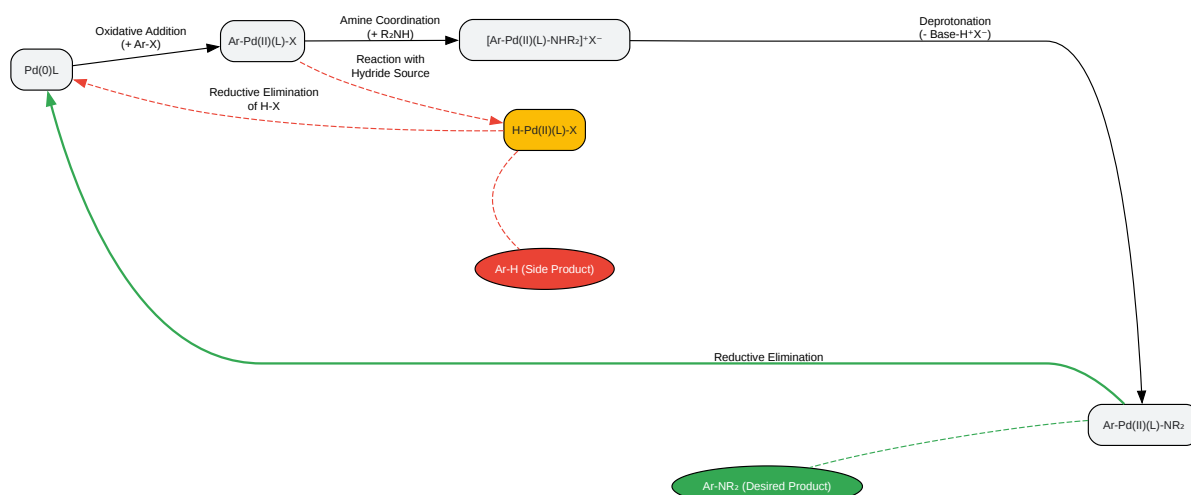 Oxidative Addition
(+ Ar-X)
Amine Coordination
(+ R₂NH)
Deprotonation
(- Base-H⁺X⁻)
Pd(0)L
Ar-Pd(II)(L)-X
[Ar-Pd(II)(L)-NHR₂]⁺X⁻
Reaction with
Hydride Source
Reductive Elimination
of H-X
H-Pd(II)(L)-X
Ar-H (Side Product)
Reductive Elimination
Ar-Pd(II)(L)-NR₂
Ar-NR₂ (Desired Product)